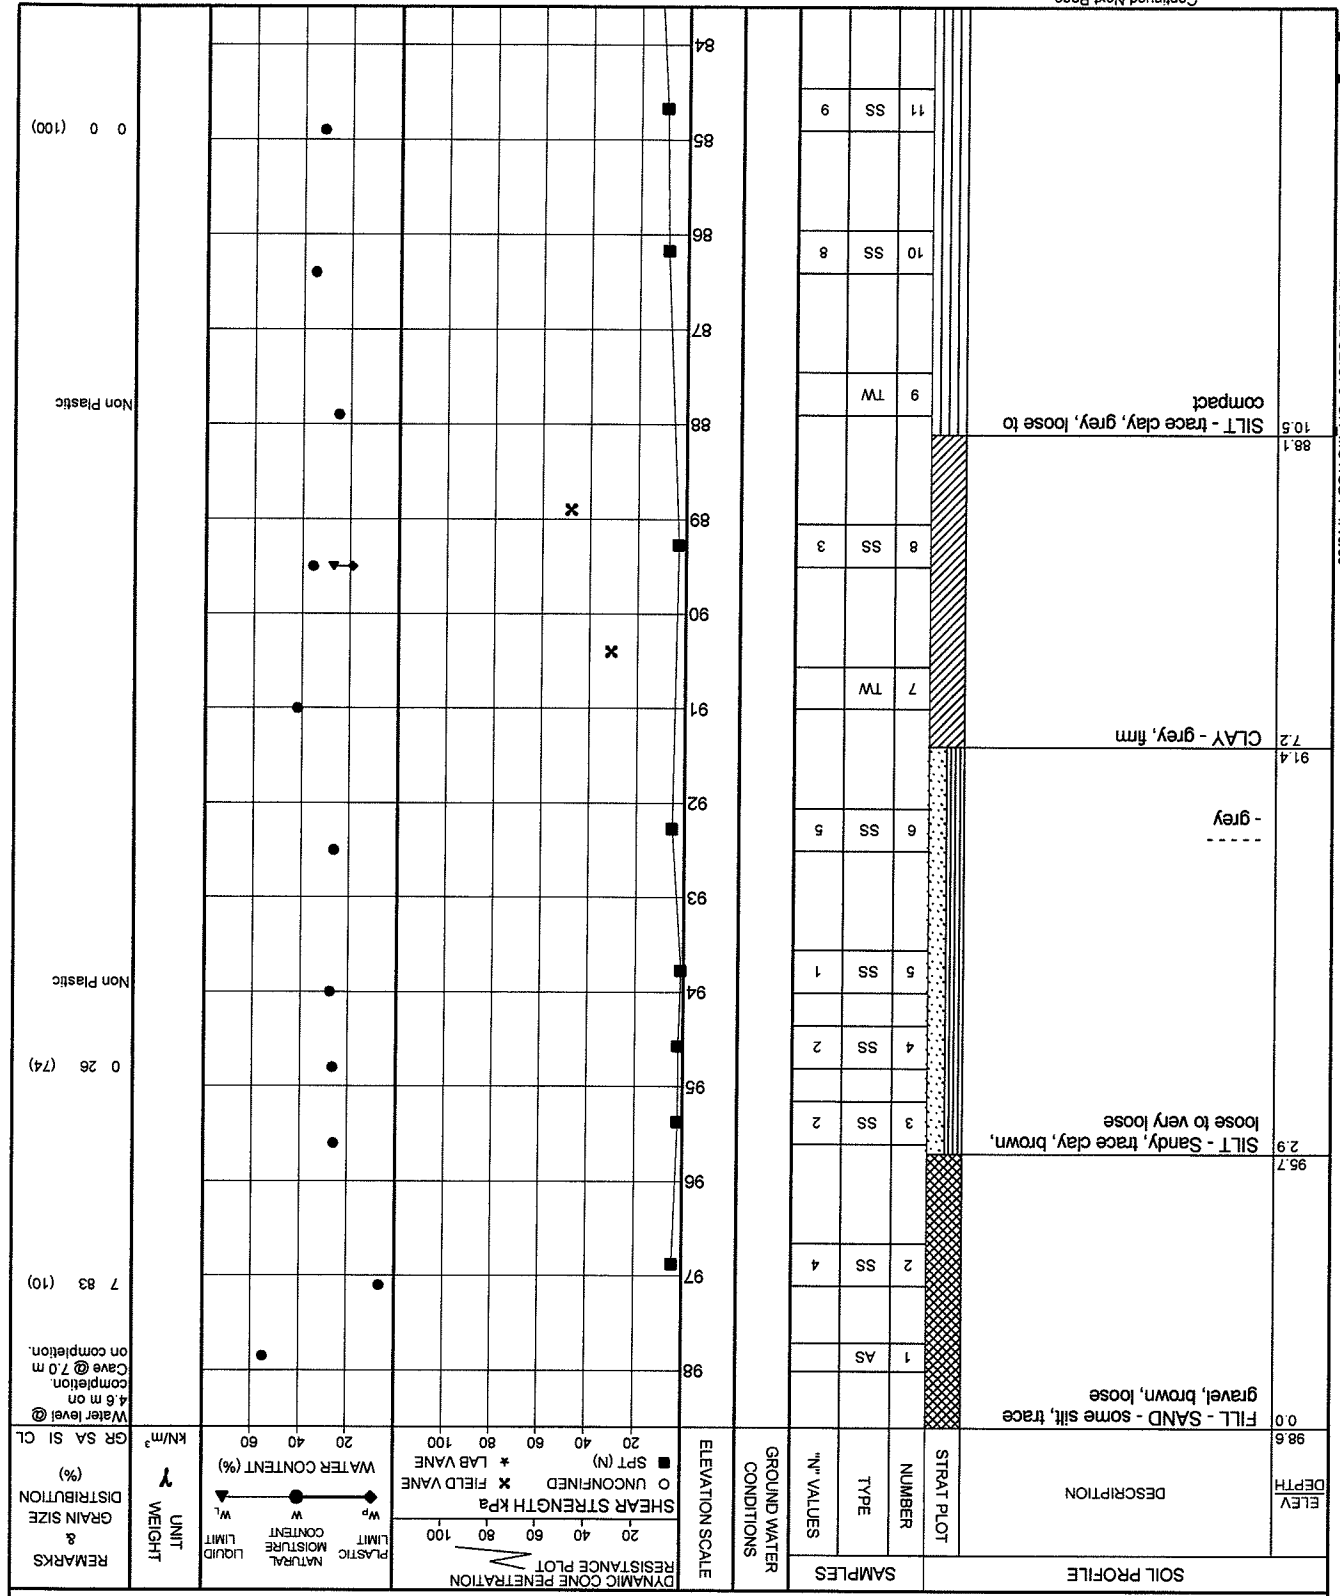 SOIL PROFILE
SAMPLES
ELEV
DEPTH
DESCRIPTION
STRAT PLOT
NUMBER
TYPE
"N" VALUES
GROUND WATER
CONDITIONS
ELEVATION SCALE
DYNAMIC CONE PENETRATION
RESISTANCE PLOT
20 40 60 80 100
SHEAR STRENGTH kPa
○ UNCONFINED ✖ FIELD VANE
■ SPT (N) ★ LAB VANE
20 40 60 80 100
PLASTIC
LIMIT
NATURAL
MOISTURE
CONTENT
LIQUID
LIMIT
WP W WL
WATER CONTENT (%)
20 40 60
UNIT
WEIGHT
γ
kN/m³
REMARKS
&
GRAIN SIZE
DISTRIBUTION
(%)
GR SA SI CL
98.6
0.0
FILL - SAND - some silt, trace
gravel, brown, loose
Water level @
4.6 m on
completion.
Cave @ 7.0 m
on completion.
98
1 AS
97
2 SS 4
7 83 (10)
96
95.7
2.9
SILT - Sandy, trace clay, brown,
loose to very loose
3 SS 2
95
4 SS 2
0 26 (74)
94
5 SS 1
Non Plastic
93
6 SS 5
-----
- grey
92
91.4
7.2
CLAY - grey, firm
91
7 TW
90
8 SS 3
89
88.1
10.5
SILT - trace clay, grey, loose to
compact
88
9 TW
Non Plastic
87
10 SS 8
86
85
11 SS 9
0 0 (100)
84
Continued Next Page